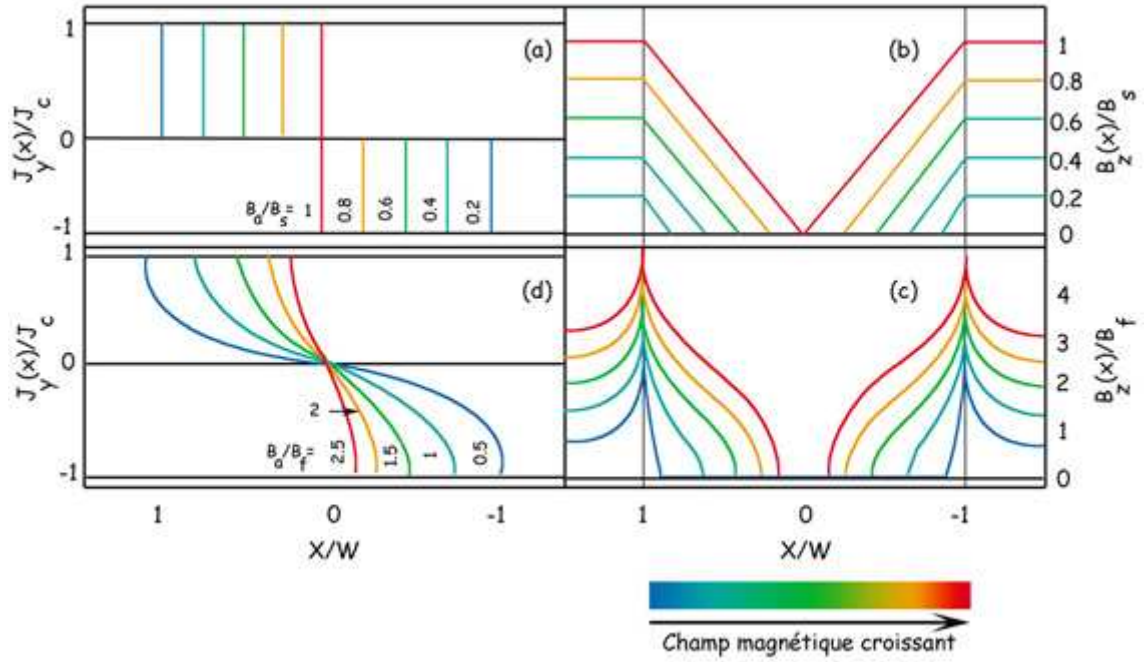 1
0
-1
J_y(x)/J_c
(a)
B_a/B_s= 1
0.8
0.6
0.4
0.2
(b)
1
0.8
0.6
0.4
0.2
0
B_z(x)/B_s
1
0
-1
J_y(x)/J_c
(d)
2
B_a/B_f=
2.5
1.5
1
0.5
(c)
4
3
2
1
0
B_z(x)/B_f
1
0
-1
X/W
1
0
-1
X/W
Champ magnétique croissant